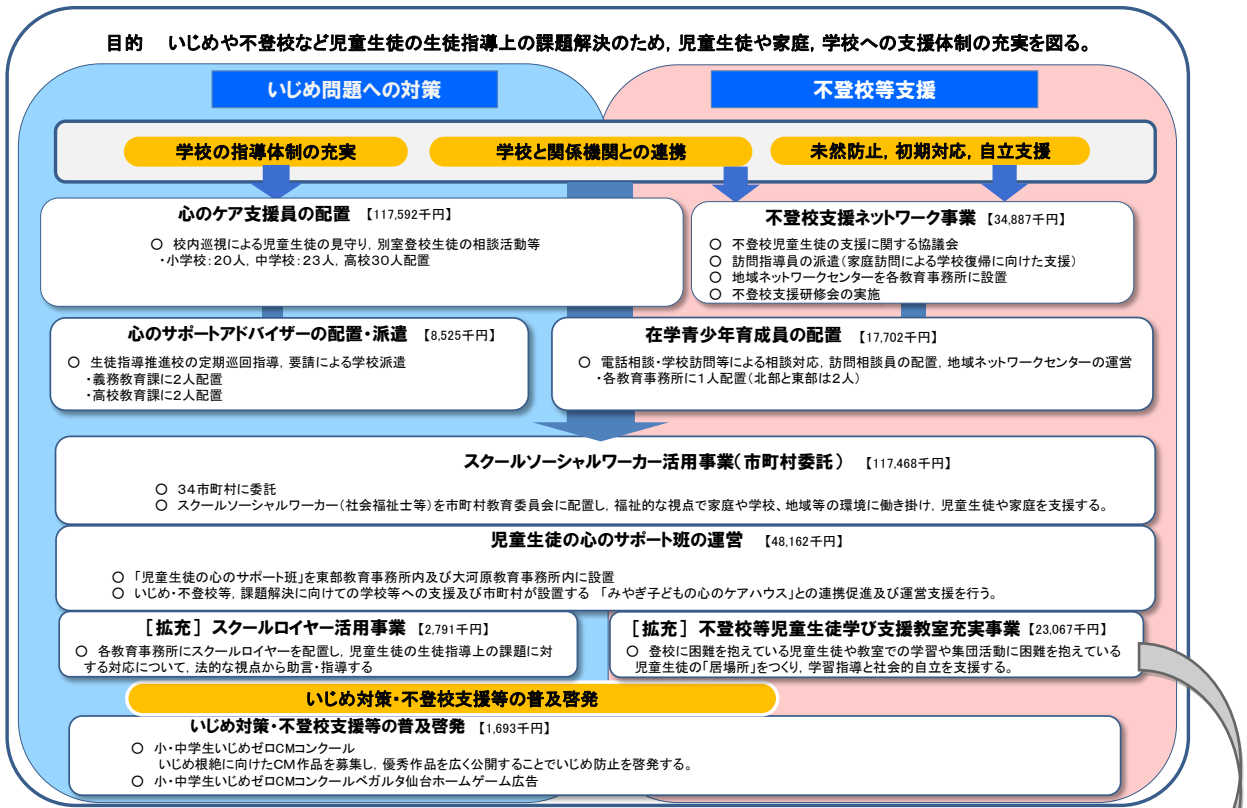 目的　いじめや不登校など児童生徒の生徒指導上の課題解決のため，児童生徒や家庭，学校への支援体制の充実を図る。
いじめ問題への対策
不登校等支援
学校の指導体制の充実
学校と関係機関との連携
未然防止，初期対応，自立支援
心のケア支援員の配置 【117,592千円】
○ 校内巡視による児童生徒の見守り，別室登校生徒の相談活動等
・小学校：２０人，中学校：２３人，高校３０人配置
不登校支援ネットワーク事業 【34,887千円】
○ 不登校児童生徒の支援に関する協議会
○ 訪問指導員の派遣（家庭訪問による学校復帰に向けた支援）
○ 地域ネットワークセンターを各教育事務所に設置
○ 不登校支援研修会の実施
心のサポートアドバイザーの配置・派遣 【8,525千円】
○ 生徒指導推進校の定期巡回指導，要請による学校派遣
・義務教育課に２人配置
・高校教育課に２人配置
在学青少年育成員の配置 【17,702千円】
○ 電話相談・学校訪問等による相談対応，訪問相談員の配置，地域ネットワークセンターの運営
・各教育事務所に１人配置（北部と東部は２人）
スクールソーシャルワーカー活用事業（市町村委託） 【117,468千円】
○ ３４市町村に委託
○ スクールソーシャルワーカー（社会福祉士等）を市町村教育委員会に配置し，福祉的な視点で家庭や学校、地域等の環境に働き掛け，児童生徒や家庭を支援する。
児童生徒の心のサポート班の運営 【48,162千円】
○ 「児童生徒の心のサポート班」を東部教育事務所内及び大河原教育事務所内に設置
○ いじめ・不登校等，課題解決に向けての学校等への支援及び市町村が設置する 「みやぎ子どもの心のケアハウス」との連携促進及び運営支援を行う。
［拡充］ スクールロイヤー活用事業 【2,791千円】
○ 各教育事務所にスクールロイヤーを配置し，児童生徒の生徒指導上の課題に対
する対応について，法的な視点から助言・指導する
［拡充］ 不登校等児童生徒学び支援教室充実事業 【23,067千円】
○ 登校に困難を抱えている児童生徒や教室での学習や集団活動に困難を抱えている
児童生徒の「居場所」をつくり，学習指導と社会的自立を支援する。
いじめ対策・不登校支援等の普及啓発
いじめ対策・不登校支援等の普及啓発 【1,693千円】
○ 小・中学生いじめゼロＣＭコンクール
いじめ根絶に向けたＣＭ作品を募集し，優秀作品を広く公開することでいじめ防止を啓発する。
○ 小・中学生いじめゼロＣＭコンクールベガルタ仙台ホームゲーム広告